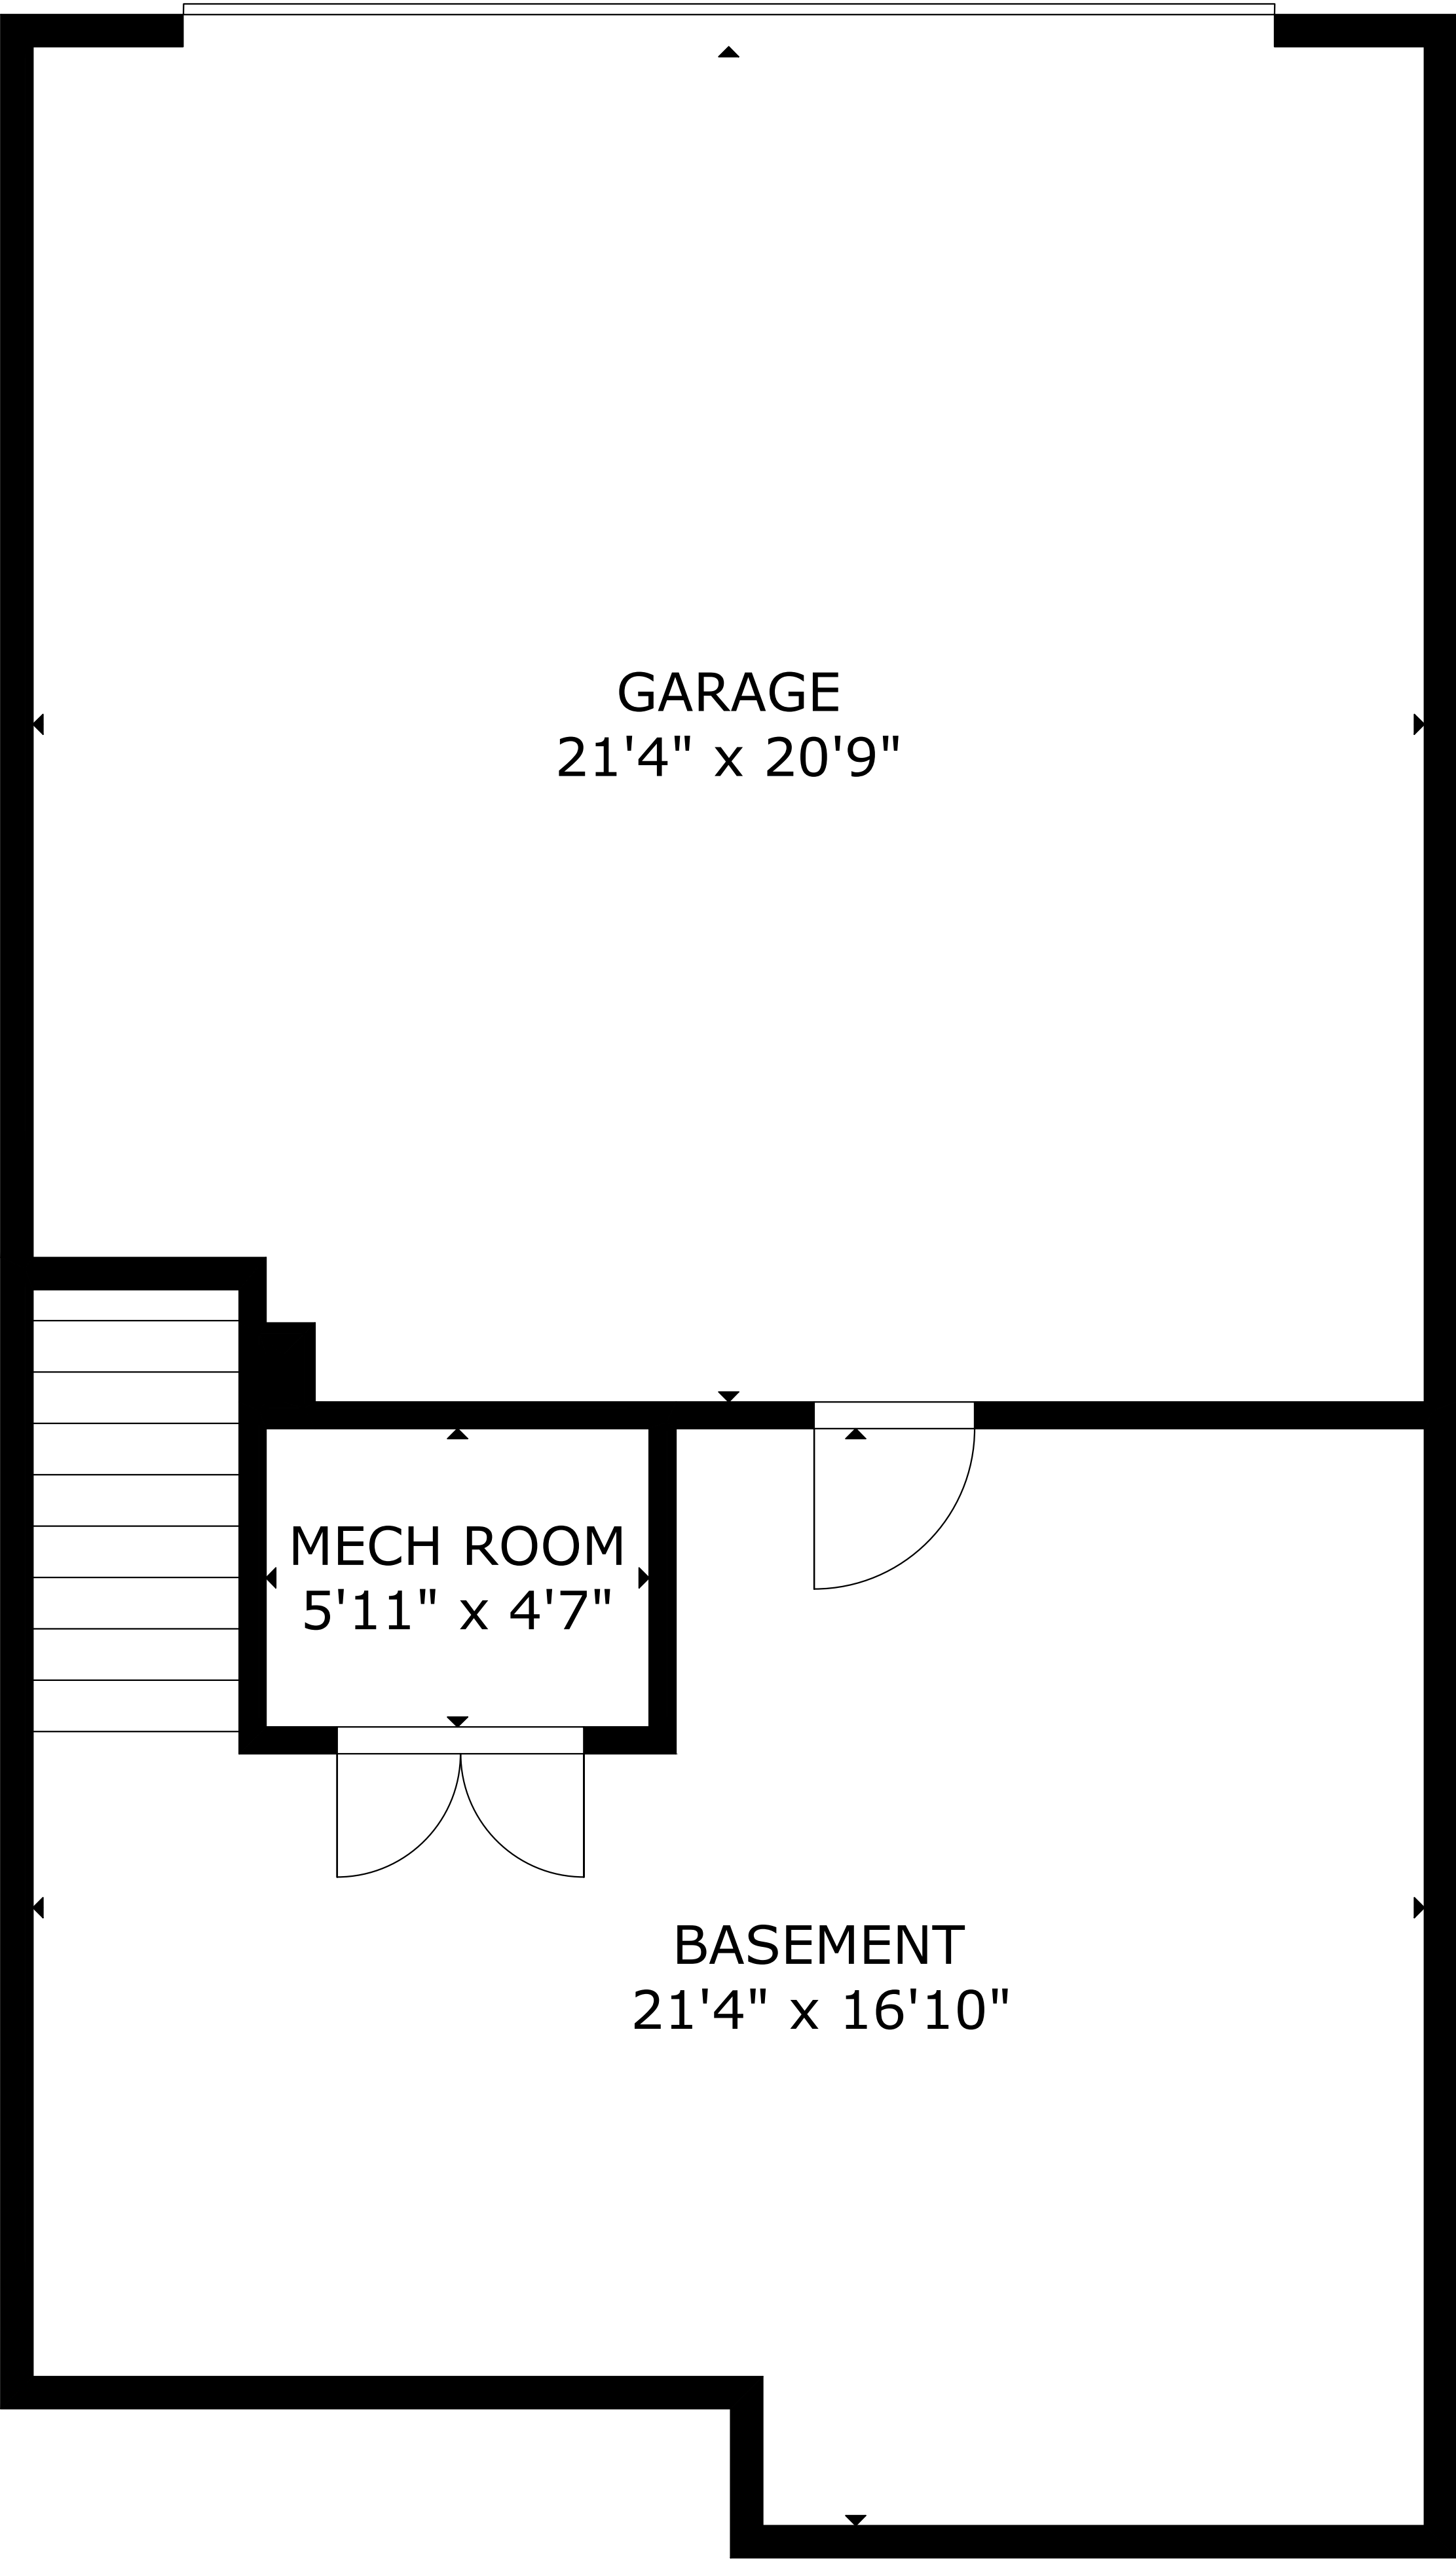 GARAGE
21'4" x 20'9"
MECH ROOM
5'11" x 4'7"
BASEMENT
21'4" x 16'10"